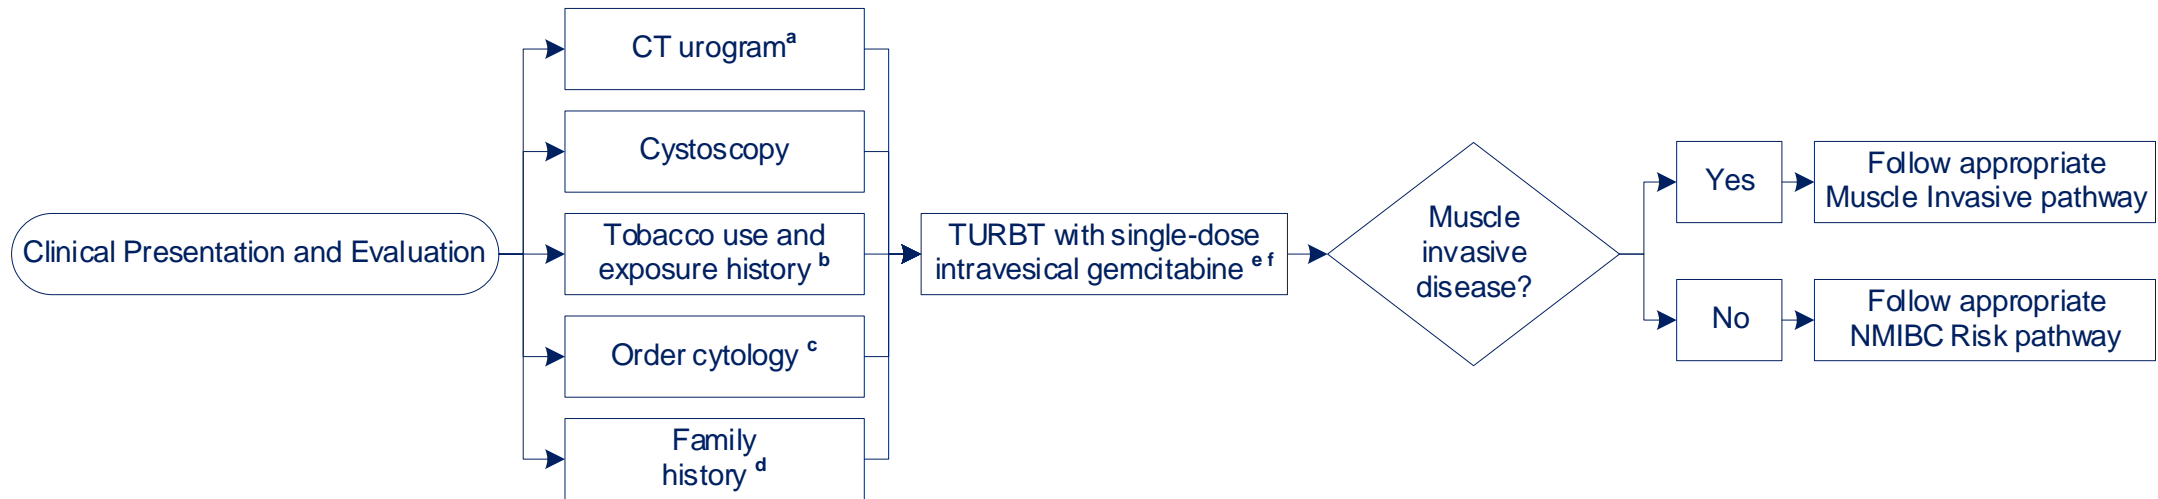 Clinical Presentation and Evaluation
CT urogram a
Cystoscopy
Tobacco use and
exposure history b
Order cytology c
Family
history d
TURBT with single-dose
intravesical gemcitabine e f
Muscle
invasive
disease?
Yes
Follow appropriate
Muscle Invasive pathway
No
Follow appropriate
NMIBC Risk pathway